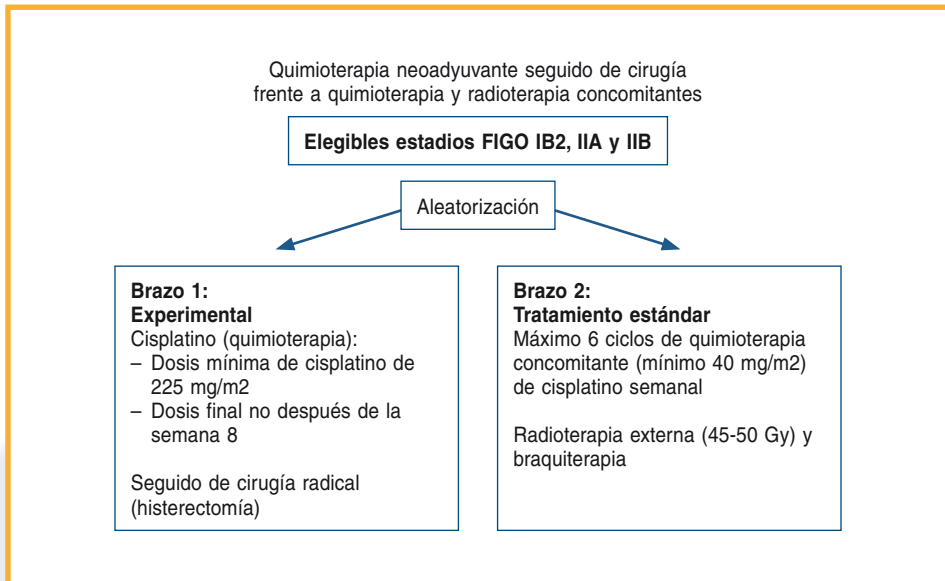 Quimioterapia neoadyuvante seguido de cirugía
frente a quimioterapia y radioterapia concomitantes
Elegibles estadios FIGO IB2, IIA y IIB
Aleatorización
Brazo 1:
Experimental
Cisplatino (quimioterapia):
– Dosis mínima de cisplatino de
225 mg/m2
– Dosis final no después de la
semana 8
Seguido de cirugía radical
(histerectomía)
Brazo 2:
Tratamiento estándar
Máximo 6 ciclos de quimioterapia
concomitante (mínimo 40 mg/m2)
de cisplatino semanal
Radioterapia externa (45-50 Gy) y
braquiterapia